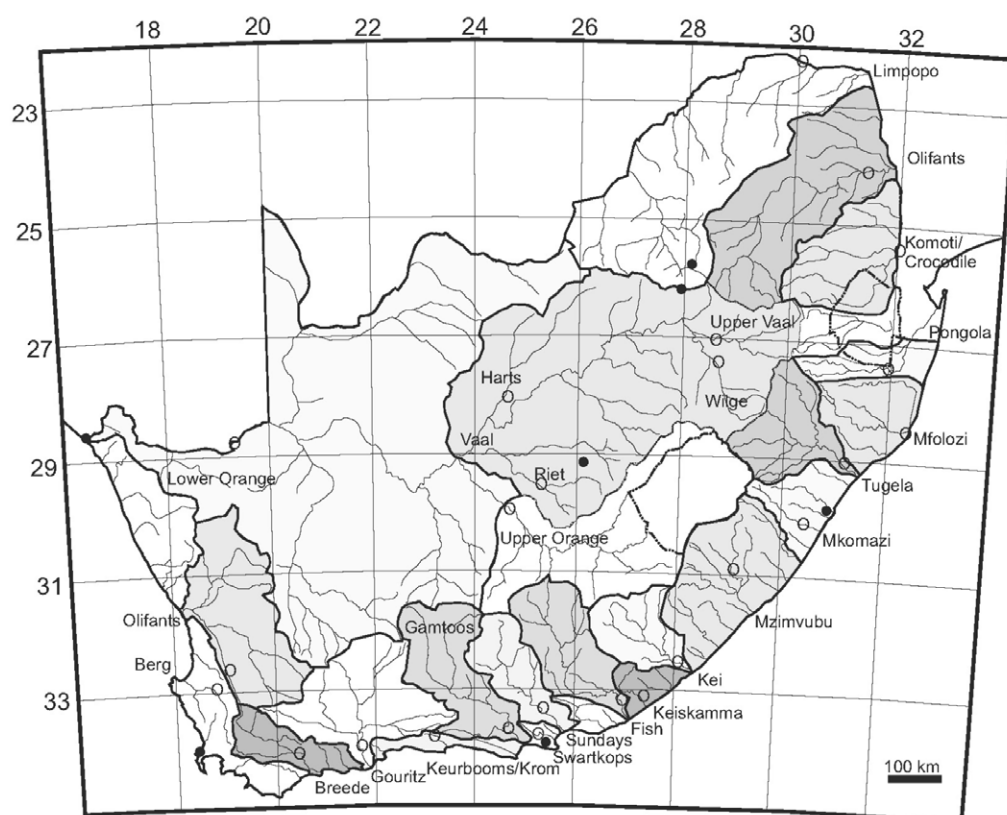 18 20 22 24 26 28 30 32
23
25
27
29
31
33
Limpopo
Olifants
Komoti/
Crocodile
Upper Vaal
Pongola
Harts
Wilge
Vaal
Mfolozi
Riet
Tugela
Lower Orange
Upper Orange
Mkomazi
Olifants
Gamtoos
Mzimvubu
Berg
Kei
Keiskamma
Fish
Sundays
Swartkops
Keurbooms/Krom
Gouritz
Breede
100 km